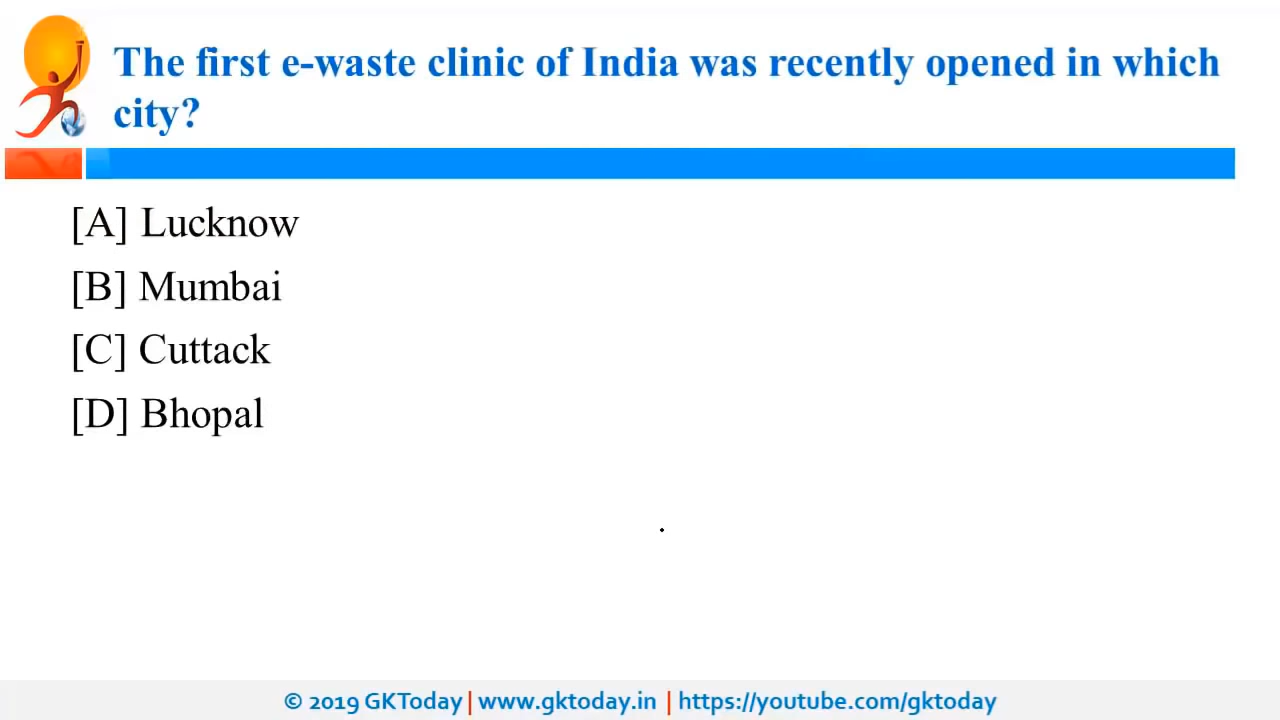 The first e-waste clinic of India was recently opened in which
city?
[A] Lucknow
[B] Mumbai
[C] Cuttack
[D] Bhopal
© 2019 GKToday | www.gktoday.in | https://youtube.com/gktoday